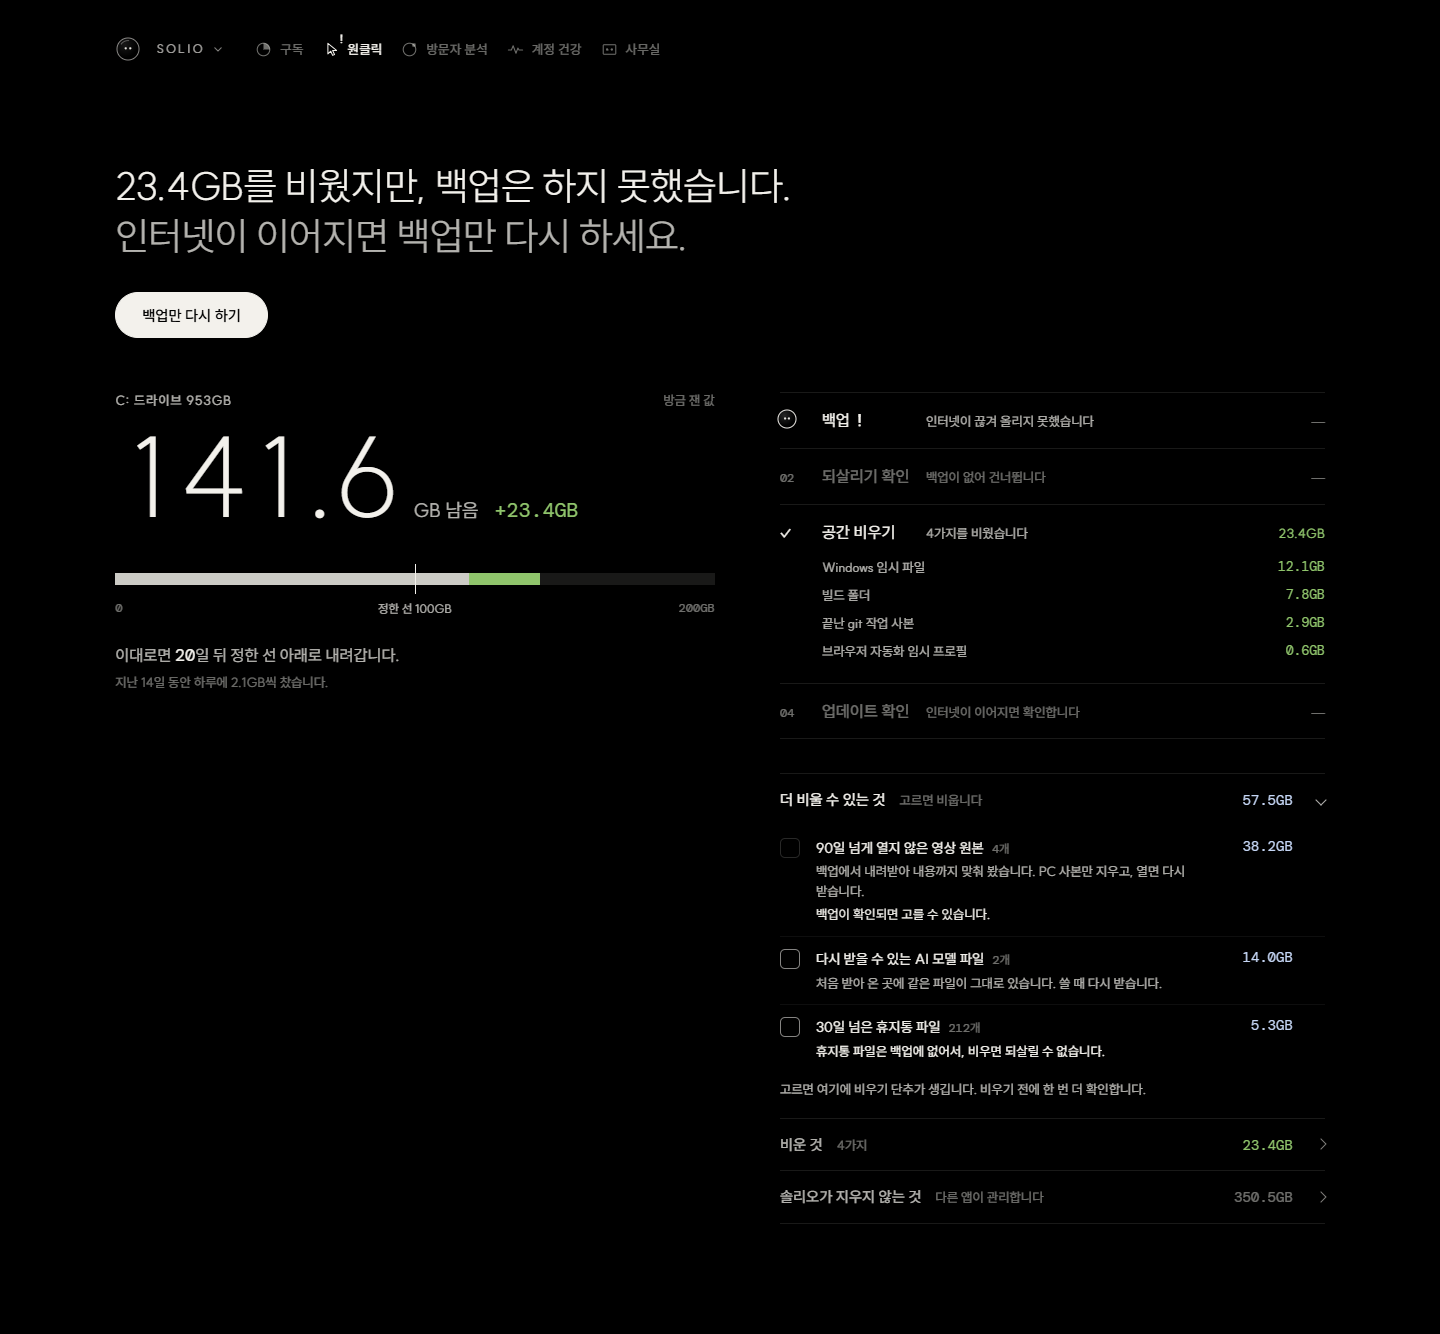 SOLIO
구독
!
원클릭
방문자 분석
계정 건강
사무실
23.4GB를 비웠지만, 백업은 하지 못했습니다.
인터넷이 이어지면 백업만 다시 하세요.
백업만 다시 하기
C: 드라이브 953GB
방금 잰 값
141.6 GB 남음 +23.4GB
0
정한 선 100GB
200GB
이대로면 20일 뒤 정한 선 아래로 내려갑니다.
지난 14일 동안 하루에 2.1GB씩 찼습니다.
백업 ! 인터넷이 끊겨 올리지 못했습니다 —
02 되살리기 확인 백업이 없어 건너뜁니다 —
공간 비우기 4가지를 비웠습니다 23.4GB
Windows 임시 파일 12.1GB
빌드 폴더 7.8GB
끝난 git 작업 사본 2.9GB
브라우저 자동화 임시 프로필 0.6GB
04 업데이트 확인 인터넷이 이어지면 확인합니다 —
더 비울 수 있는 것 고르면 비웁니다 57.5GB
90일 넘게 열지 않은 영상 원본 4개 38.2GB
백업에서 내려받아 내용까지 맞춰 봤습니다. PC 사본만 지우고, 열면 다시
받습니다.
백업이 확인되면 고를 수 있습니다.
다시 받을 수 있는 AI 모델 파일 2개 14.0GB
처음 받아 온 곳에 같은 파일이 그대로 있습니다. 쓸 때 다시 받습니다.
30일 넘은 휴지통 파일 212개 5.3GB
휴지통 파일은 백업에 없어서, 비우면 되살릴 수 없습니다.
고르면 여기에 비우기 단추가 생깁니다. 비우기 전에 한 번 더 확인합니다.
비운 것 4가지 23.4GB
솔리오가 지우지 않는 것 다른 앱이 관리합니다 350.5GB